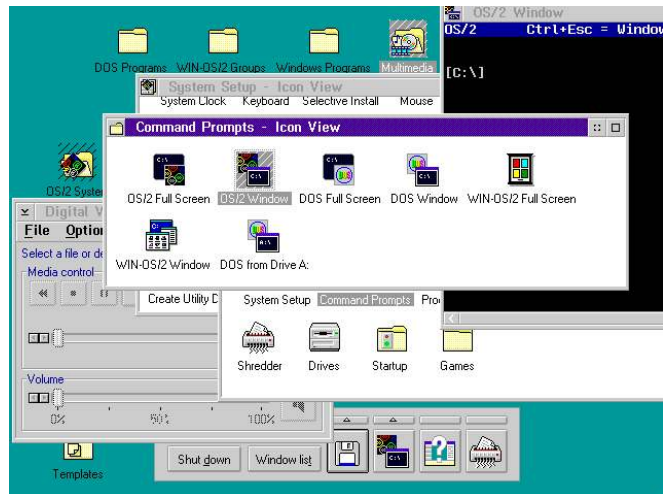 OS/2 Window
OS/2 Ctrl+Esc = Window
[C:\]
DOS Programs WIN-OS/2 Groups Windows Programs Multimedia
System Setup - Icon View
System Clock Keyboard Selective Install Mouse
Command Prompts - Icon View
OS/2 Full Screen OS/2 Window DOS Full Screen DOS Window WIN-OS/2 Full Screen
WIN-OS/2 Window DOS from Drive A:
OS/2 Syste
Digital V
File Option
Select a file or de
Media control
Create Utility D
System Setup Command Prompts Pro
Shredder Drives Startup Games
Volume
0% 50% 100%
Templates
Shut down Window list